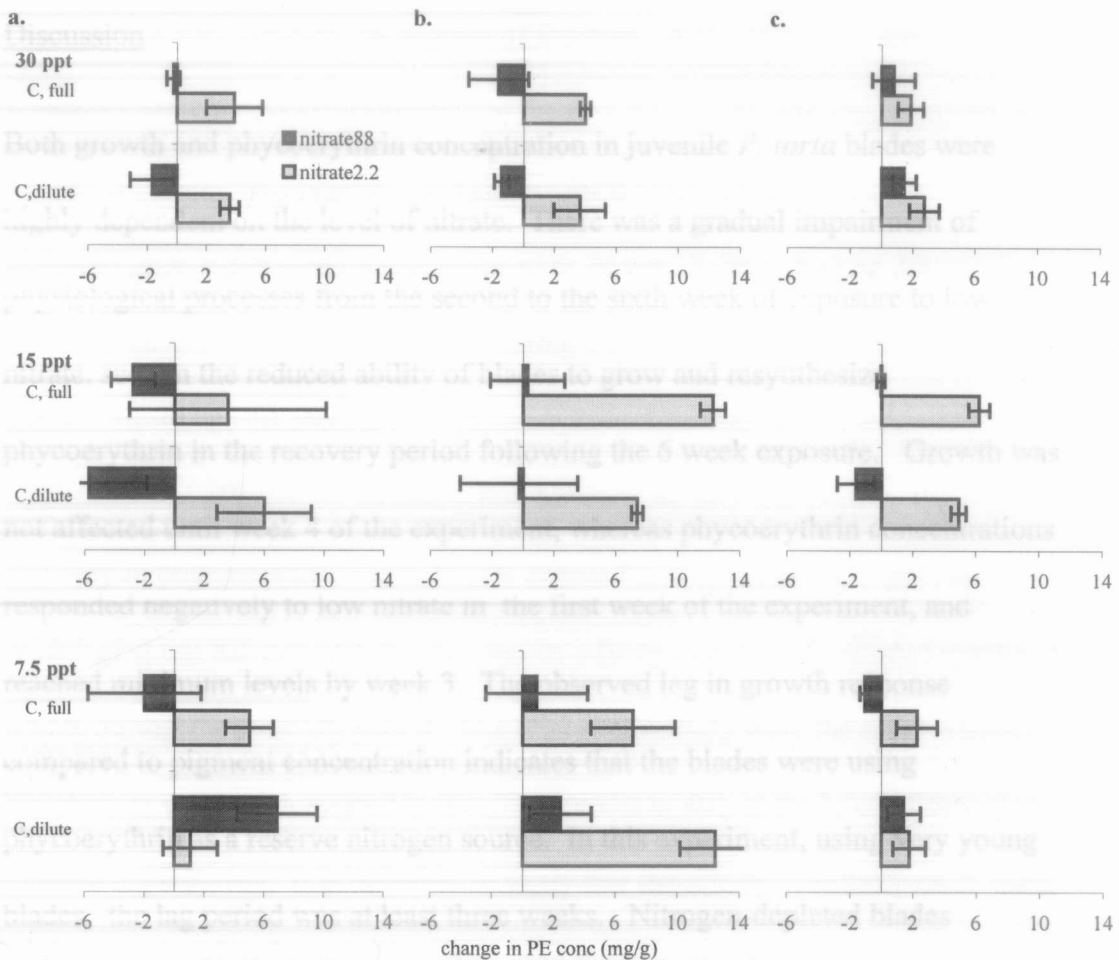 a. b. c.
Discussion
30 ppt
C, full
nitrate88
Both growth and phycoerythrin concentration in juvenile blades were
nitrate2.2
C,dilute
highly dependent on the level of nitrate. There was a gradual impairment of
-6 -2 2 6 10 14 -6 -2 2 6 10 14 -6 -2 2 6 10 14
physiological processes from the second to the sixth week of exposure to low
15 ppt
C, full
nitrate, the reduced ability of blades to grow and resynthesize
phycoerythrin in the recovery period following the 6 week exposure. Growth was
C,dilute
not affected until week 4 of the experiment, whereas phycoerythrin concentrations
-6 -2 2 6 10 14 -6 -2 2 6 10 14 -6 -2 2 6 10 14
responded negatively to low nitrate in the first week of the experiment, and
7.5 ppt
reached minimum levels by week 3. The observed lag in growth response
C, full
compared to pigment concentration indicates that the blades were using
C,dilute
phycoerythrin as a reserve nitrogen source. In this experiment, using very young
blades, the lag period was at least three weeks. Nitrogen-depleted blades
-6 -2 2 6 10 14 -6 -2 2 6 10 14 -6 -2 2 6 10 14
change in PE conc (mg/g)